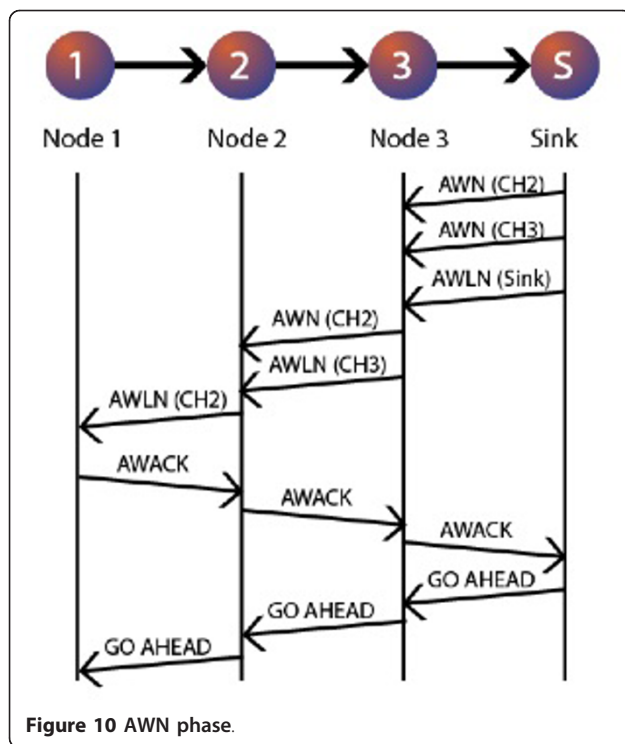 1 2 3 S
Node 1 Node 2 Node 3 Sink
AWN (CH2)
AWN (CH3)
AWLN (Sink)
AWN (CH2)
AWLN (CH3)
AWLN (CH2)
AWACK
AWACK
AWACK
GO AHEAD
GO AHEAD
GO AHEAD
Figure 10 AWN phase.